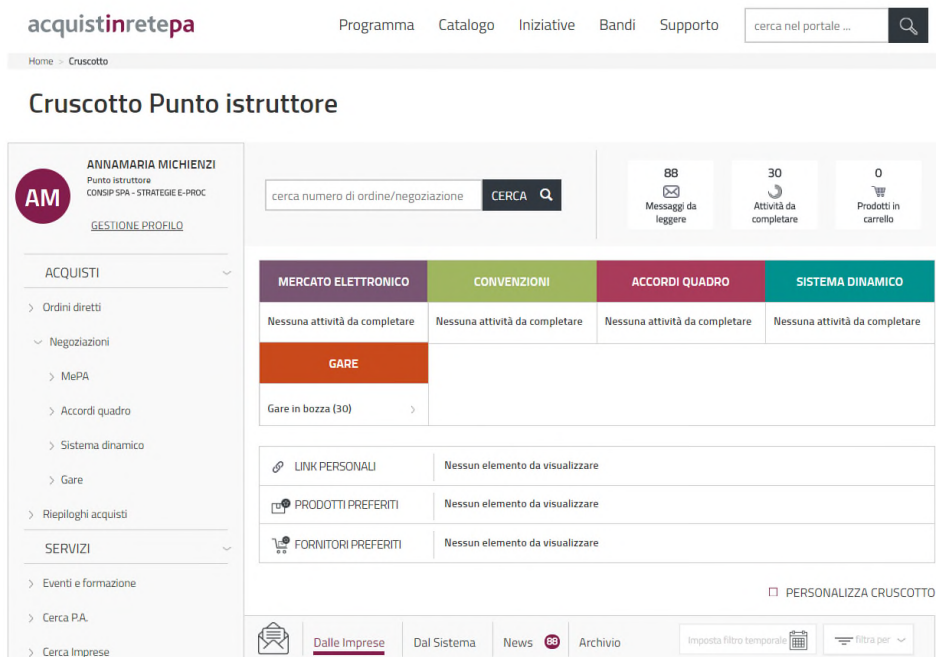 acquistinretepa
Programma Catalogo Iniziative Bandi Supporto
cerca nel portale ...
Home > Cruscotto
Cruscotto Punto istruttore
AM
ANNAMARIA MICHIENZI
Punto istruttore
CONSIP SPA - STRATEGIE E-PROC
GESTIONE PROFILO
ACQUISTI
Ordini diretti
Negoziazioni
MePA
Accordi quadro
Sistema dinamico
Gare
Riepiloghi acquisti
SERVIZI
Eventi e formazione
Cerca P.A.
Cerca Imprese
cerca numero di ordine/negoziazione CERCA
88
Messaggi da
leggere
30
Attività da
completare
0
Prodotti in
carrello
MERCATO ELETTRONICO CONVENZIONI ACCORDI QUADRO SISTEMA DINAMICO
Nessuna attività da completare Nessuna attività da completare Nessuna attività da completare Nessuna attività da completare
GARE
Gare in bozza (30)
LINK PERSONALI Nessun elemento da visualizzare
PRODOTTI PREFERITI Nessun elemento da visualizzare
FORNITORI PREFERITI Nessun elemento da visualizzare
PERSONALIZZA CRUSCOTTO
Dalle Imprese Dal Sistema News 88 Archivio Imposta filtro temporale filtra per